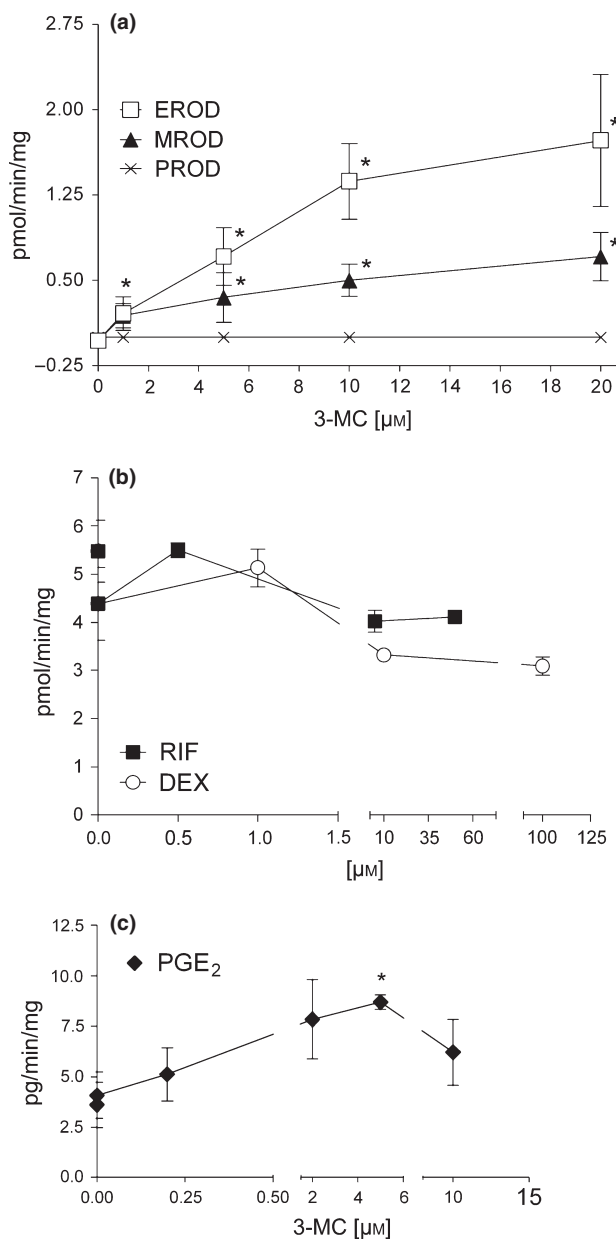 (a)
2.75
2.00
1.25
0.50
–0.25
pmol/min/mg
EROD
MROD
PROD
*
*
*
*
*
*
*
0 2 4 6 8 10 12 14 16 18 20
3-MC [µM]
(b)
7
6
5
4
3
2
1
0
pmol/min/mg
RIF
DEX
0.0 0.5 1.0 1.5 10 35 60 100 125
[µM]
(c)
12.5
10.0
7.5
5.0
2.5
0.0
pg/min/mg
PGE2
*
0.00 0.25 0.50 2 4 6 10 15
3-MC [µM]